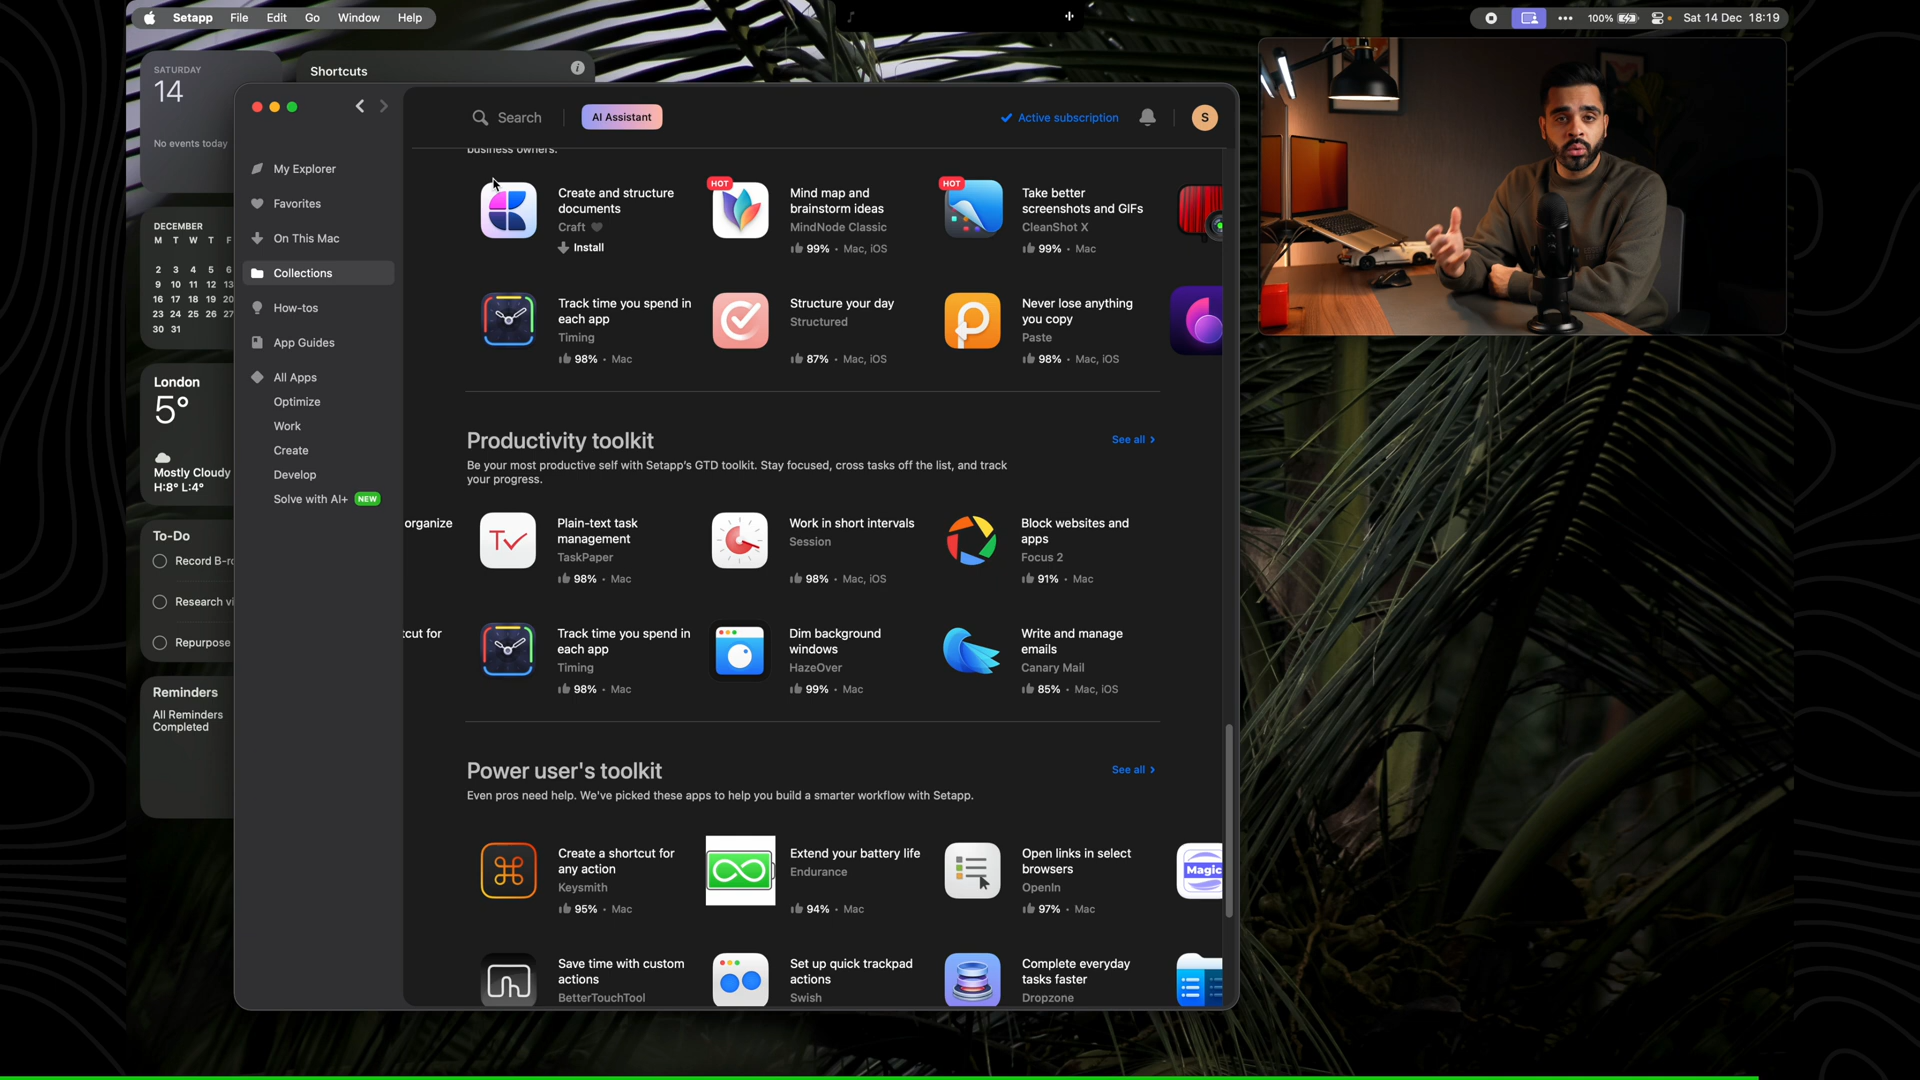 Setapp File Edit Go Window Help
100% Sat 14 Dec 18:19
SATURDAY
14
No events today
DECEMBER
M T W T F
2 3 4 5 6
9 10 11 12 13
16 17 18 19 20
23 24 25 26 27
30 31
London
5°
Mostly Cloudy
H:8° L:4°
To-Do
Record B-ro
Research vi
Repurpose
Reminders
All Reminders
Completed
Shortcuts
My Explorer
Favorites
On This Mac
Collections
How-tos
App Guides
All Apps
Optimize
Work
Create
Develop
Solve with AI+ NEW
Search
AI Assistant
Active subscription
S
business owners.
Create and structure
documents
Craft
Install
HOT
Mind map and
brainstorm ideas
MindNode Classic
99% • Mac, iOS
HOT
Take better
screenshots and GIFs
CleanShot X
99% • Mac
Track time you spend in
each app
Timing
98% • Mac
Structure your day
Structured
87% • Mac, iOS
Never lose anything
you copy
Paste
98% • Mac, iOS
Productivity toolkit
See all
Be your most productive self with Setapp's GTD toolkit. Stay focused, cross tasks off the list, and track
your progress.
organize
Plain-text task
management
TaskPaper
98% • Mac
Work in short intervals
Session
98% • Mac, iOS
Block websites and
apps
Focus 2
91% • Mac
tcut for
Track time you spend in
each app
Timing
98% • Mac
Dim background
windows
HazeOver
99% • Mac
Write and manage
emails
Canary Mail
85% • Mac, iOS
Power user's toolkit
See all
Even pros need help. We've picked these apps to help you build a smarter workflow with Setapp.
Create a shortcut for
any action
Keysmith
95% • Mac
Extend your battery life
Endurance
94% • Mac
Open links in select
browsers
OpenIn
97% • Mac
Magic
Save time with custom
actions
BetterTouchTool
Set up quick trackpad
actions
Swish
Complete everyday
tasks faster
Dropzone